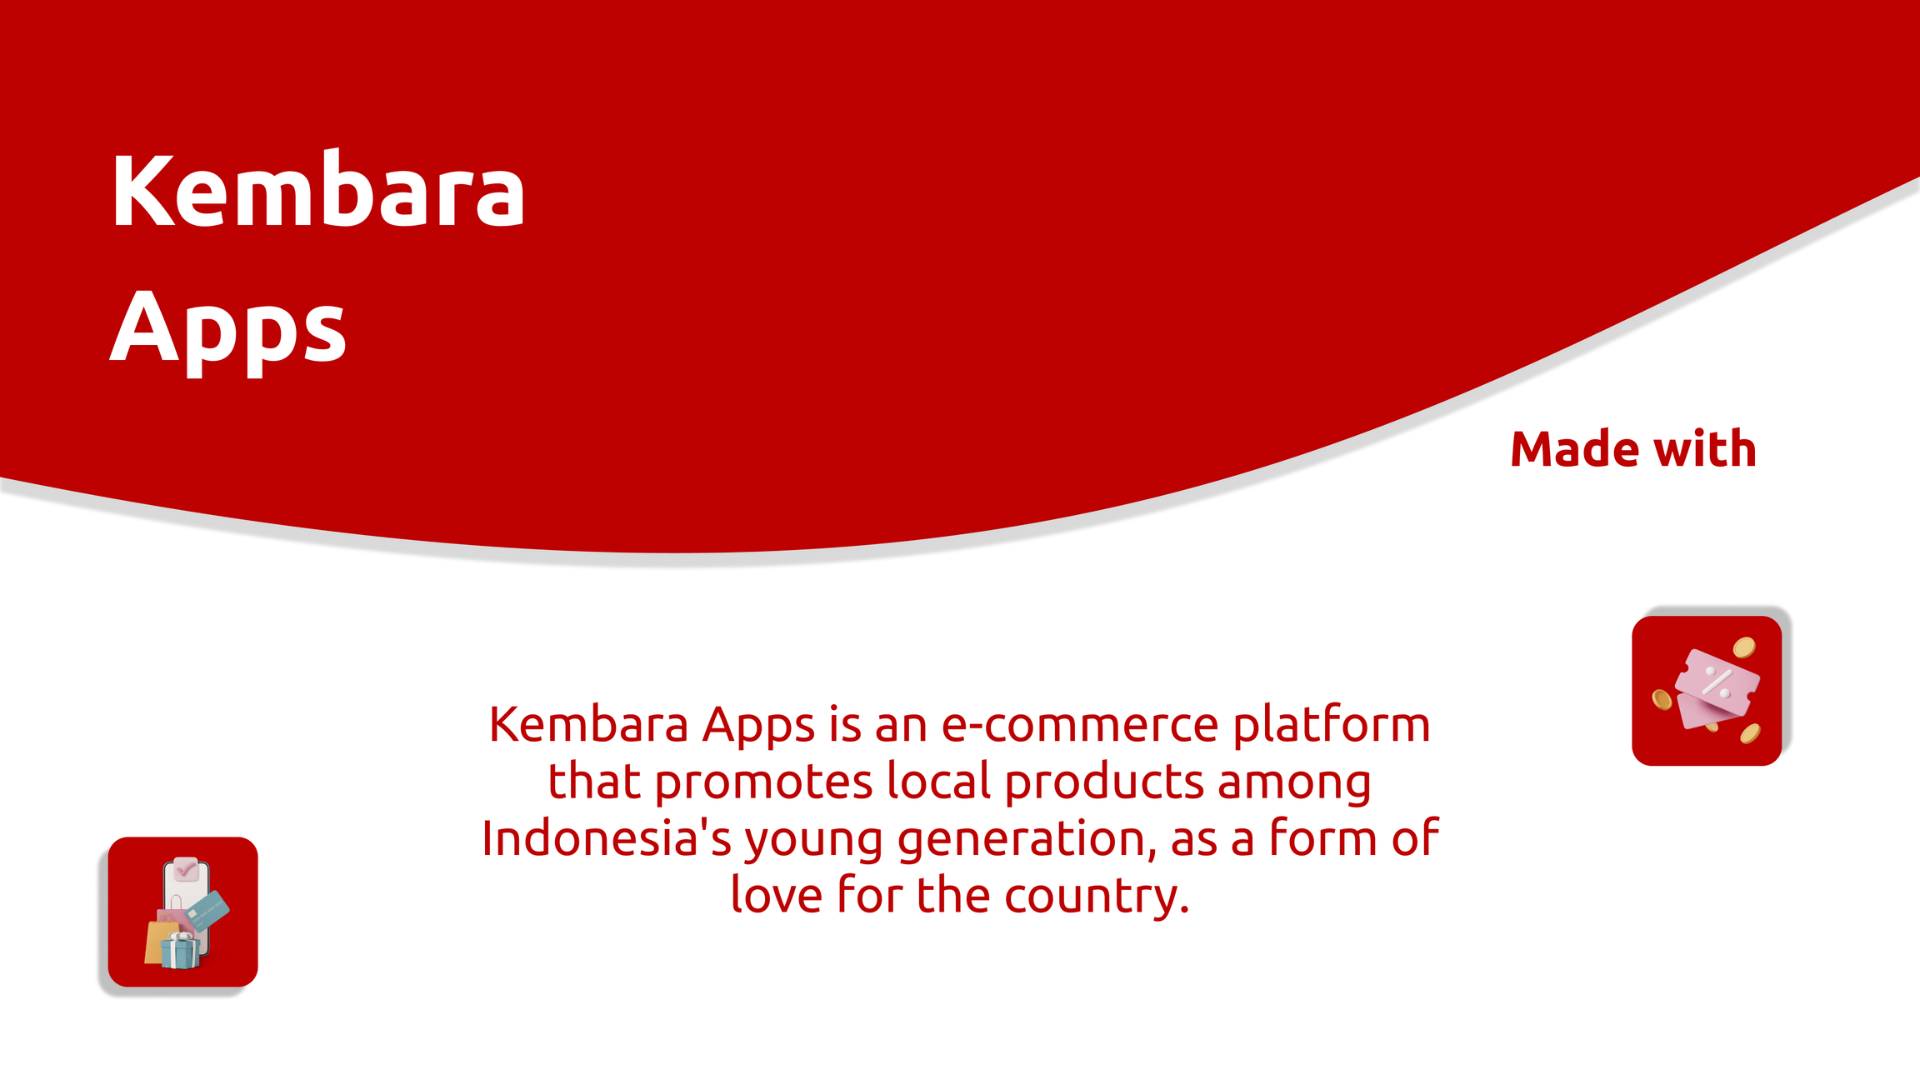 Kembara
Apps
Made with
Kembara Apps is an e-commerce platform
that promotes local products among
Indonesia's young generation, as a form of
love for the country.